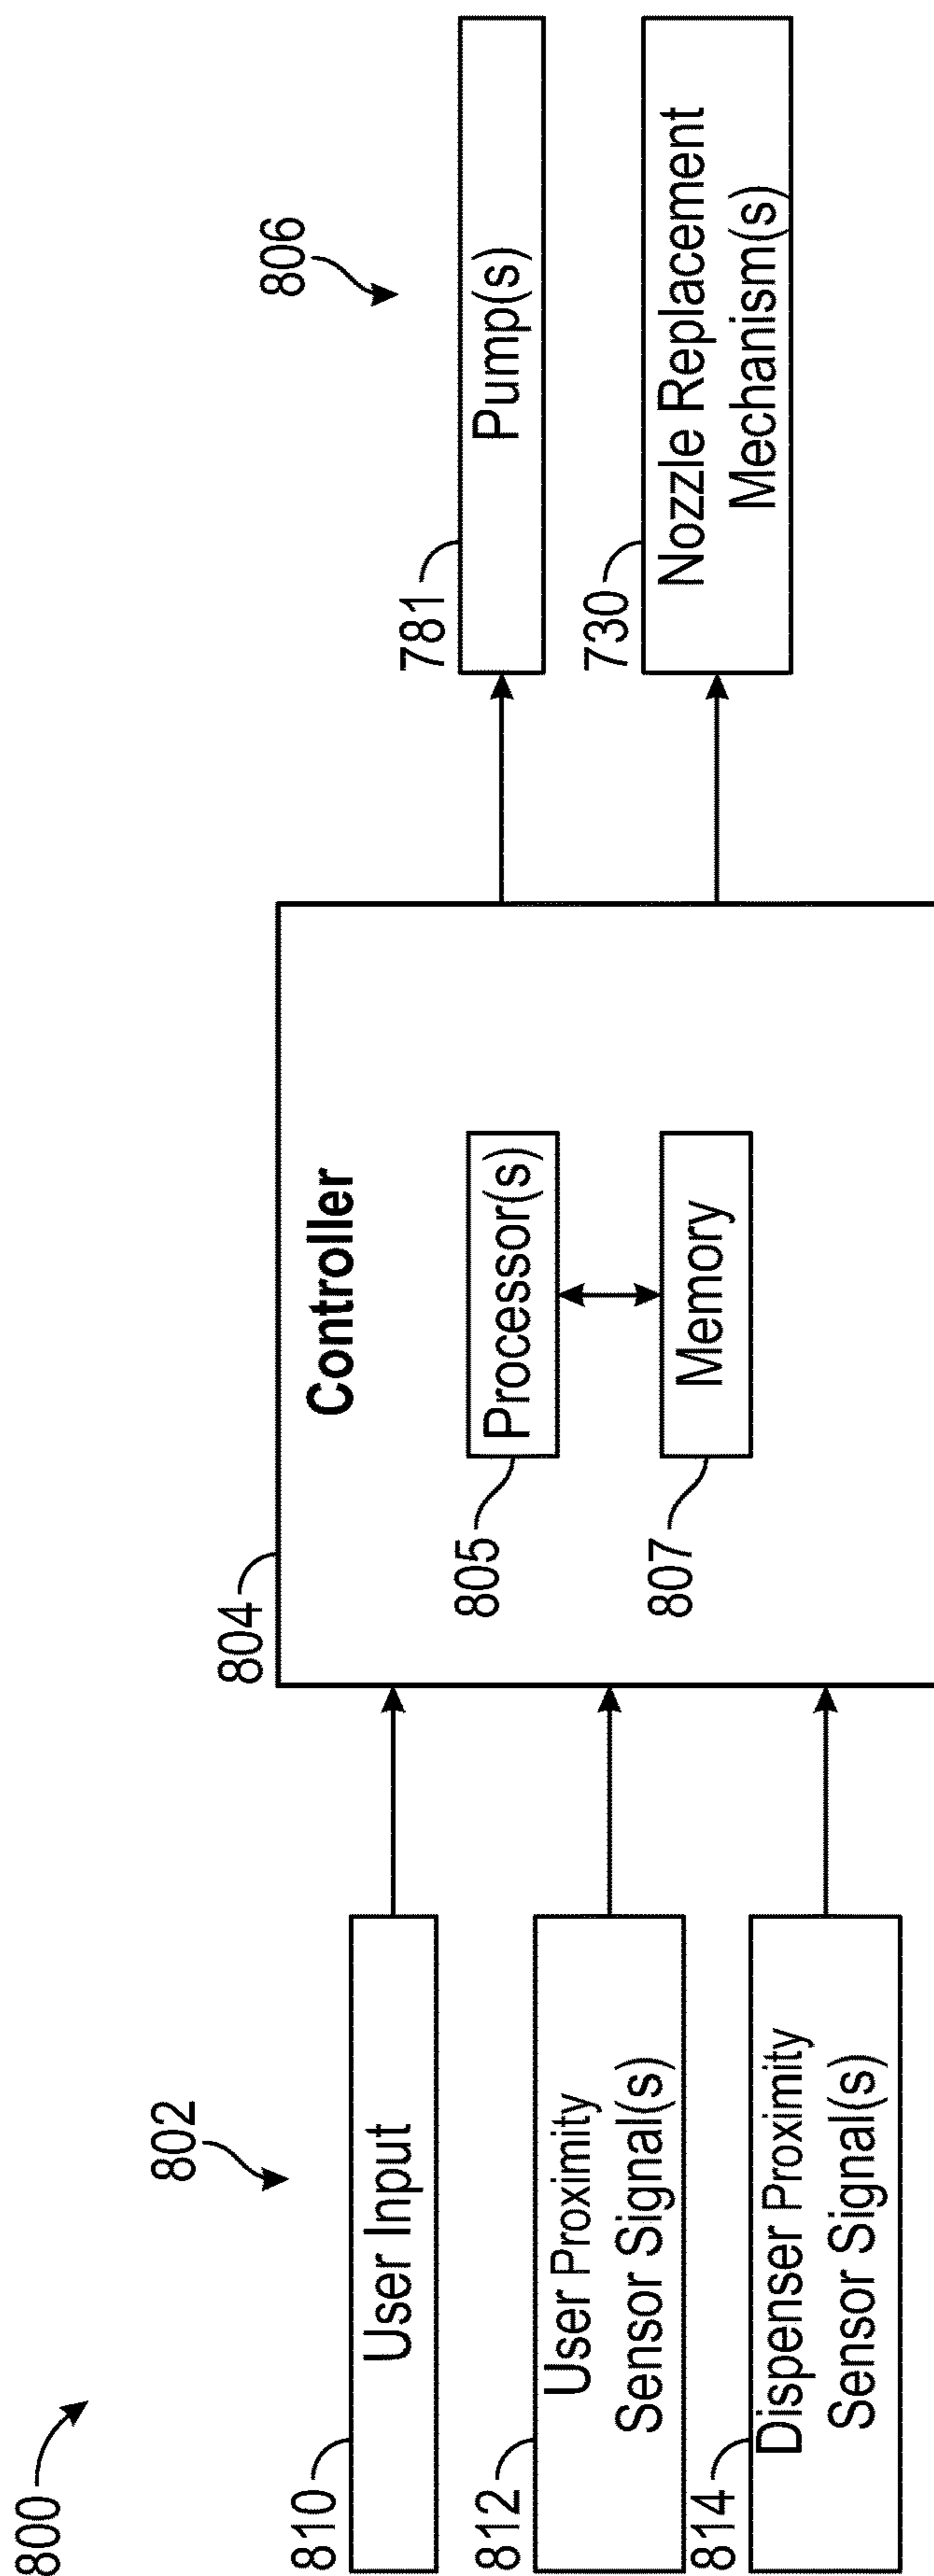 800
802
810
User Input
812
User Proximity
Sensor Signal(s)
814
Dispenser Proximity
Sensor Signal(s)
804
Controller
805
Processor(s)
807
Memory
806
781
Pump(s)
730
Nozzle Replacement
Mechanism(s)